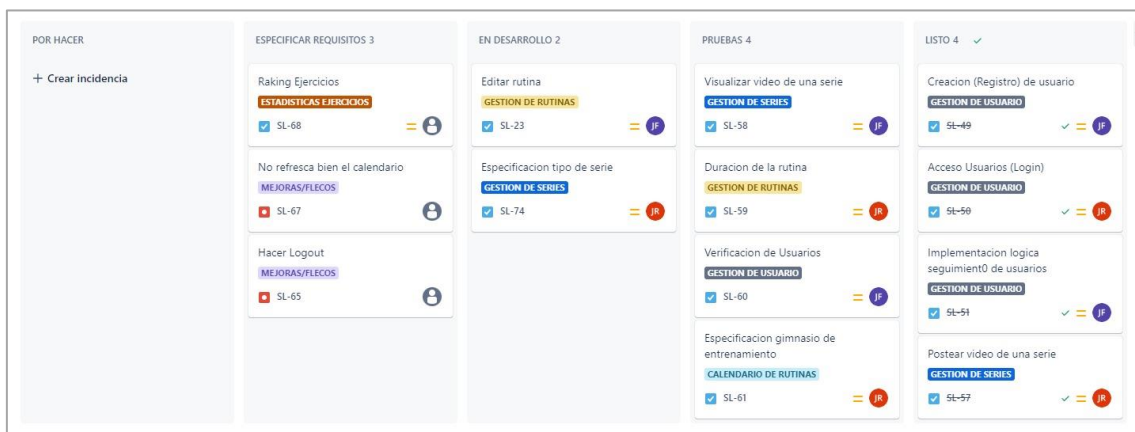 POR HACER
+ Crear incidencia
ESPECIFICAR REQUISITOS 3
Raking Ejercicios
ESTADISTICAS EJERCICIOS
SL-68
No refresca bien el calendario
MEJORAS/FLECOS
SL-67
Hacer Logout
MEJORAS/FLECOS
SL-65
EN DESARROLLO 2
Editar rutina
GESTION DE RUTINAS
SL-23
JF
Especificacion tipo de serie
GESTION DE SERIES
SL-74
JR
PRUEBAS 4
Visualizar video de una serie
GESTION DE SERIES
SL-58
JF
Duracion de la rutina
GESTION DE RUTINAS
SL-59
JR
Verificacion de Usuarios
GESTION DE USUARIO
SL-60
JF
Especificacion gimnasio de
entrenamiento
CALENDARIO DE RUTINAS
SL-61
JR
LISTO 4
Creacion (Registro) de usuario
GESTION DE USUARIO
SL-49
JF
Acceso Usuarios (Login)
GESTION DE USUARIO
SL-50
JR
Implementacion logica
seguimient0 de usuarios
GESTION DE USUARIO
SL-51
JF
Postear video de una serie
GESTION DE SERIES
SL-57
JR